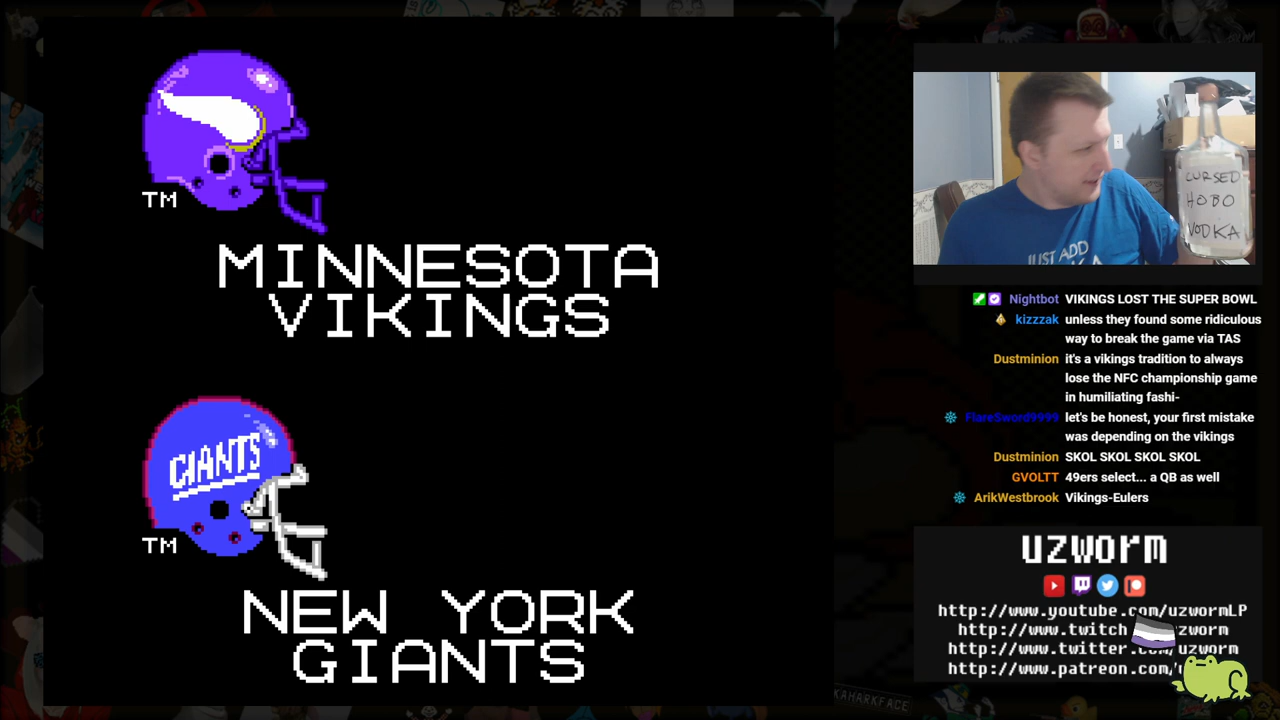 TM
MINNESOTA
VIKINGS
GIANTS
TM
NEW YORK
GIANTS
CURSED
HOBO
VODKA
JUST ADD
Nightbot VIKINGS LOST THE SUPER BOWL
kizzzak unless they found some ridiculous
way to break the game via TAS
Dustminion it's a vikings tradition to always
lose the NFC championship game
in humiliating fashi-
FlareSword9999 let's be honest, your first mistake
was depending on the vikings
Dustminion SKOL SKOL SKOL SKOL
GVOLTT 49ers select... a QB as well
ArikWestbrook Vikings-Eulers
uzworm
http://www.youtube.com/uzwormLP
http://www.twitch uzworm
http://www.twitter.com/uzworm
http://www.patreon.com/
KAHARKFACE